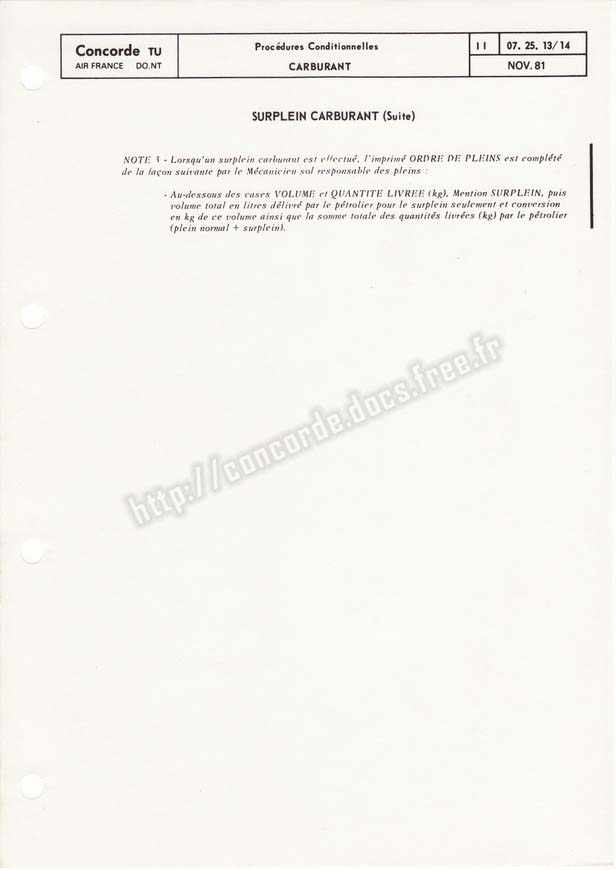 Concorde TU
AIR FRANCE DO.NT
Procédures Conditionnelles
CARBURANT
11
07. 25. 13/14
NOV. 81
SURPLEIN CARBURANT (Suite)
NOTE 3 - Lorsqu'un surplein carburant est effectué, l'imprimé ORDRE DE PLEINS est complété
de la façon suivante par le Mécanicien sol responsable des pleins :
- Au-dessous des cases VOLUME et QUANTITE LIVREE (kg), Mention SURPLEIN, puis
volume total en litres délivré par le pétrolier pour le surplein seulement et conversion
en kg de ce volume ainsi que la somme totale des quantités livrées (kg) par le pétrolier
(plein normal + surplein).
http://concorde.docs.free.fr